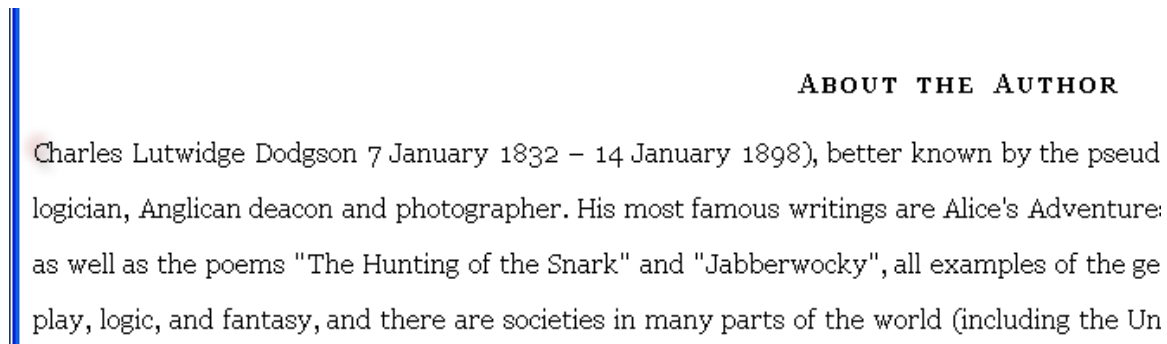 ABOUT THE AUTHOR
Charles Lutwidge Dodgson 7 January 1832 – 14 January 1898), better known by the pseud
logician, Anglican deacon and photographer. His most famous writings are Alice's Adventures
as well as the poems "The Hunting of the Snark" and "Jabberwocky", all examples of the ge
play, logic, and fantasy, and there are societies in many parts of the world (including the Un